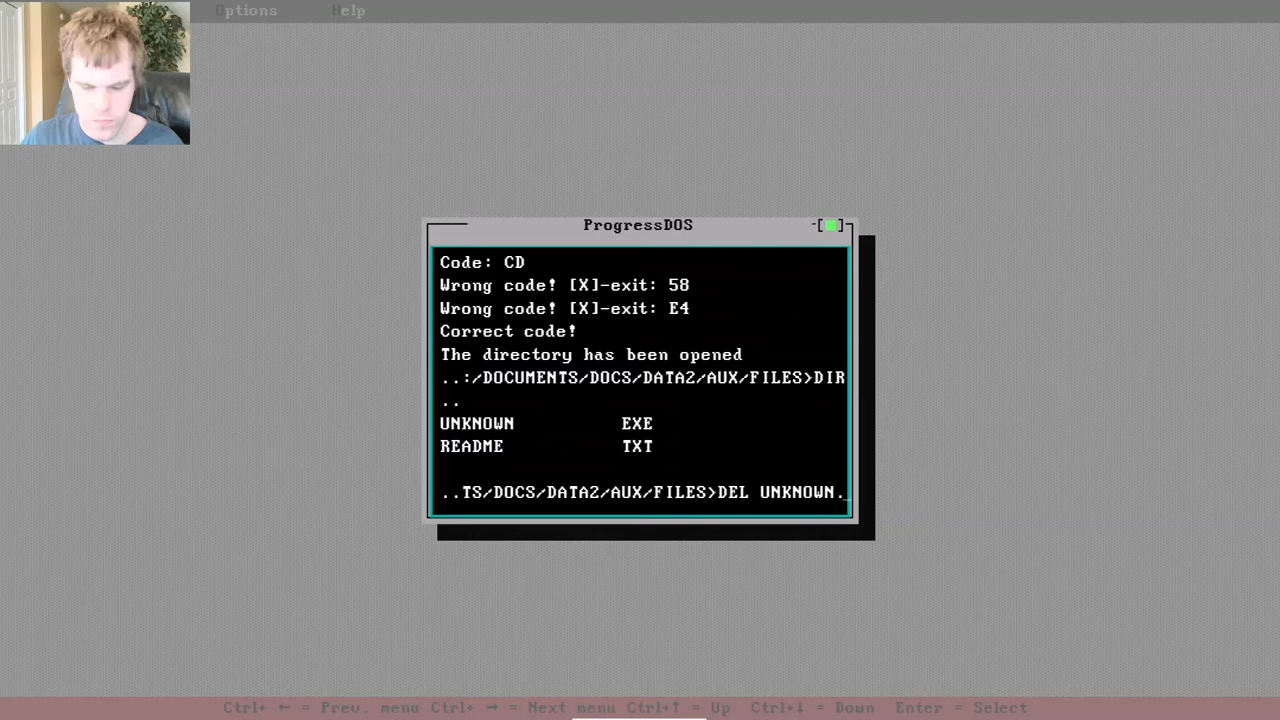 Options Help
ProgressDOS
Code: CD
Wrong code! [X]-exit: 58
Wrong code! [X]-exit: E4
Correct code!
The directory has been opened
..:/DOCUMENTS/DOCS/DATA2/AUX/FILES>DIR
..
UNKNOWN EXE
README TXT
..TS/DOCS/DATA2/AUX/FILES>DEL UNKNOWN._
Ctrl+ ← = Prev. menu Ctrl+ → = Next menu Ctrl+↑ = Up Ctrl+↓ = Down Enter = Select